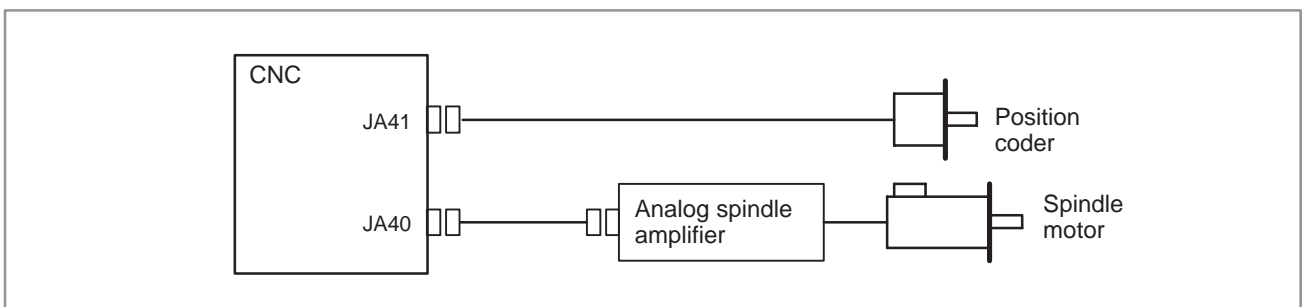 CNC
JA41
Position
coder
JA40
Analog spindle
amplifier
Spindle
motor